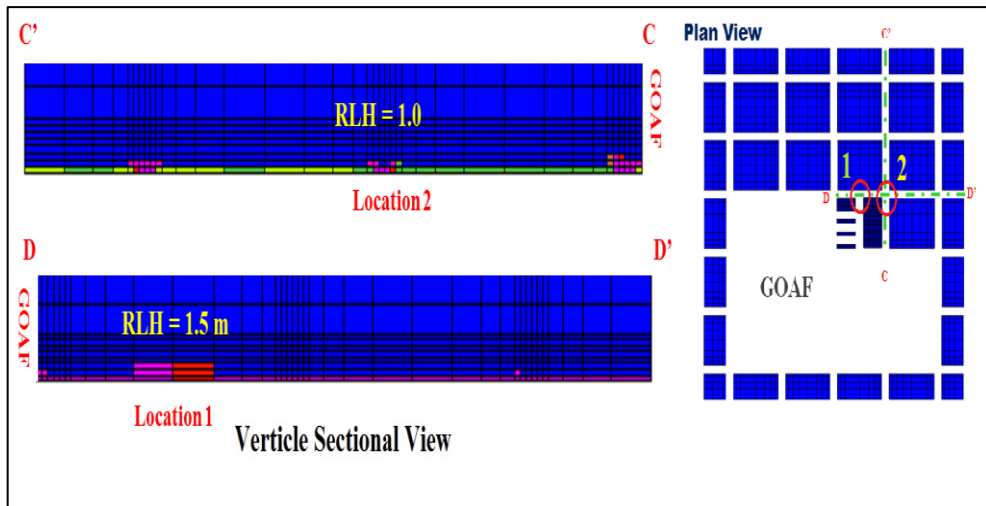 C’
C
GOAF
RLH = 1.0
Location 2
D
D’
GOAF
RLH = 1.5 m
Location 1
Verticle Sectional View
Plan View
C’
1
2
D
D’
C
GOAF